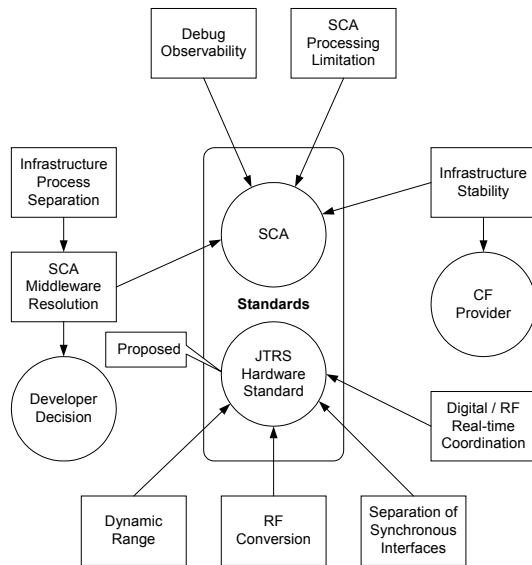 Debug
Observability
SCA
Processing
Limitation
Infrastructure
Process
Separation
Infrastructure
Stability
SCA
SCA
Middleware
Resolution
CF
Provider
Standards
Proposed
JTRS
Hardware
Standard
Developer
Decision
Digital / RF
Real-time
Coordination
Dynamic
Range
RF
Conversion
Separation of
Synchronous
Interfaces